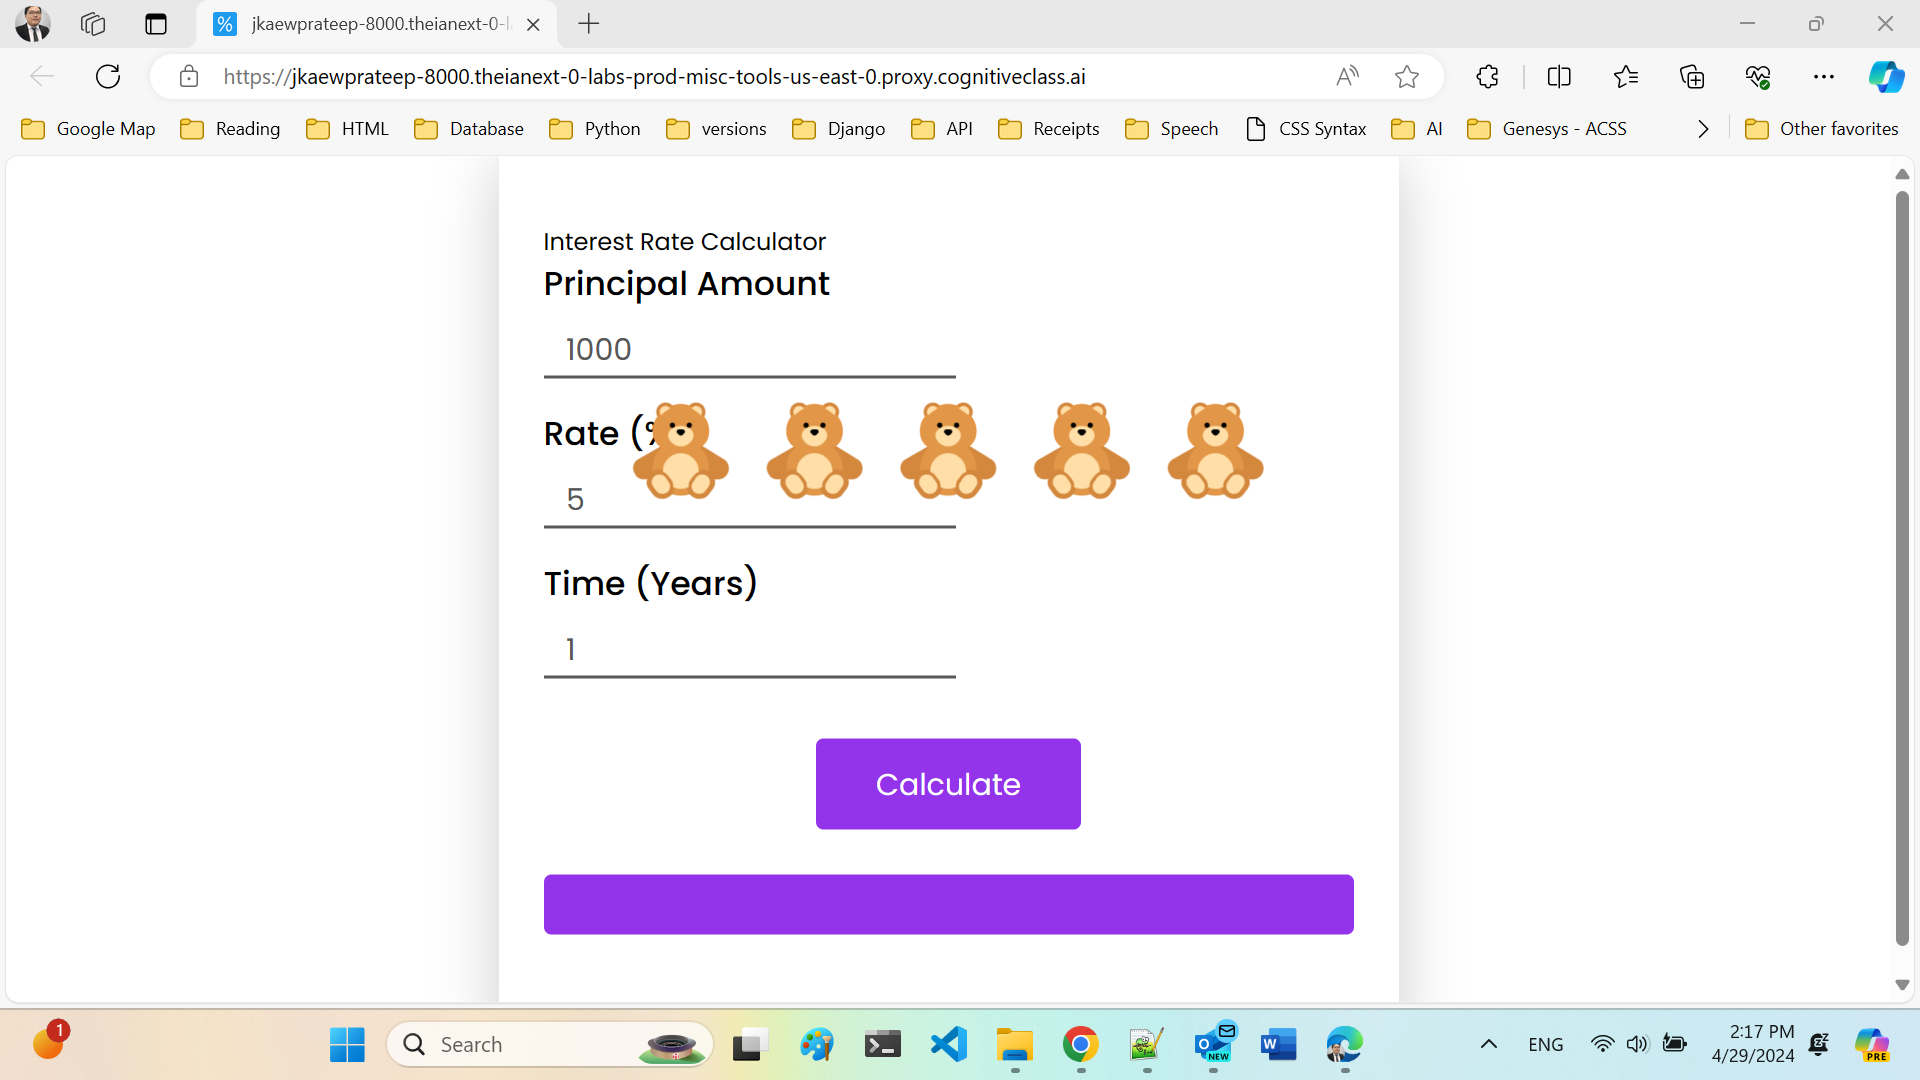 jkaewprateep-8000.theianext-0-l
https://jkaewprateep-8000.theianext-0-labs-prod-misc-tools-us-east-0.proxy.cognitiveclass.ai
Google Map Reading HTML Database Python versions Django API Receipts Speech CSS Syntax AI Genesys - ACSS Other favorites
Interest Rate Calculator
Principal Amount
1000
Rate (%
5
Time (Years)
1
Calculate
1
Search
NEW
ENG
2:17 PM
4/29/2024
PRE